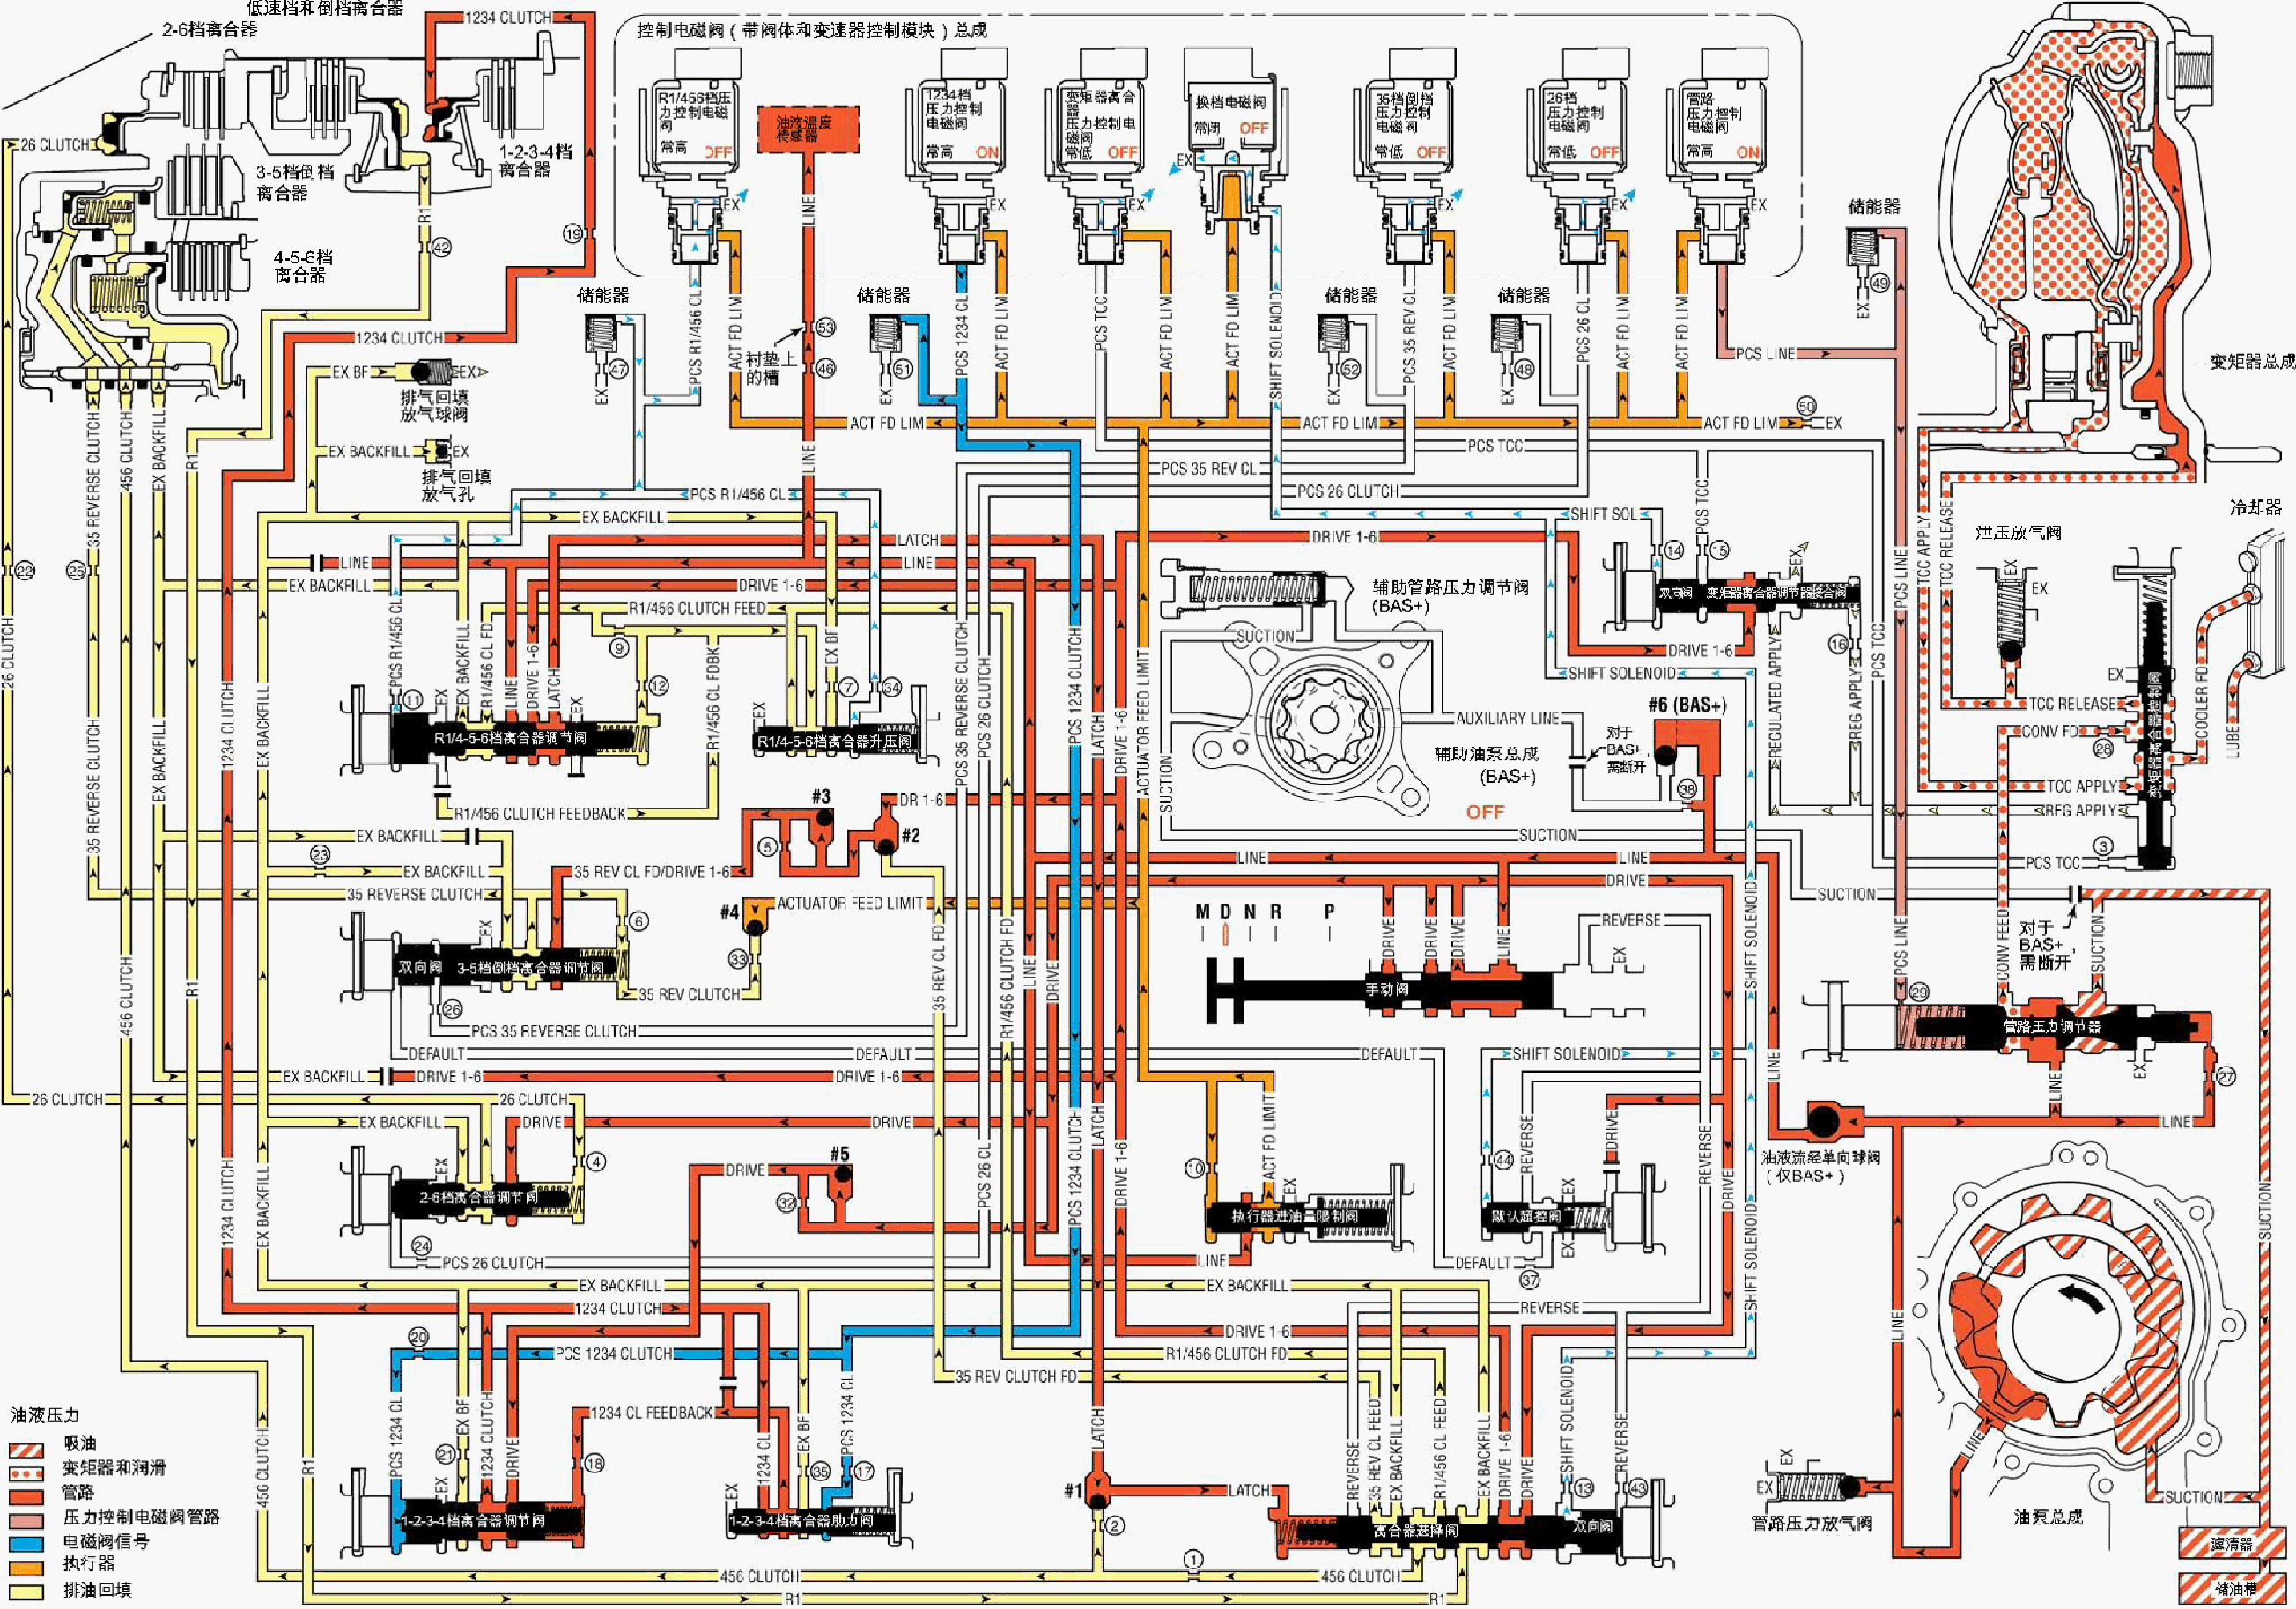 低速档和倒档离合器
2-6档离合器
1234 CLUTCH
控制电磁阀（带阀体和变速器控制模块）总成
R1/456档压
力控制电磁
阀
常高 OFF
油液温度
传感器
1234档
压力控制
电磁阀
常高 ON
变矩器离合
器
压力控制电
磁阀
常低 OFF
换档电磁阀
常闭 OFF
35档倒档
压力控制
电磁阀
常低 OFF
26档
压力控制
电磁阀
常低 OFF
管路
压力控制
电磁阀
常高 ON
26 CLUTCH
3-5档倒档
离合器
1-2-3-4档
离合器
4-5-6档
离合器
R1
42
19
EX
EX
EX
EX
EX
EX
EX
储能器
49
EX
储能器
47
EX
储能器
51
EX
储能器
52
EX
储能器
48
EX
PCS R1/456 CL
ACT FD LIM
LINE
53
46
衬垫上
的槽
PCS 1234 CL
ACT FD LIM
PCS TCC
ACT FD LIM
ACT FD LIM
SHIFT SOLENOID
PCS 35 REV CL
ACT FD LIM
PCS 26 CL
ACT FD LIM
ACT FD LIM
PCS LINE
变矩器总成
1234 CLUTCH
EX BF
EX
排气回填
放气球阀
EX BACKFILL
EX
排气回填
放气孔
ACT FD LIM
ACT FD LIM
ACT FD LIM
50
EX
PCS TCC
PCS 35 REV CL
PCS 26 CLUTCH
PCS R1/456 CL
EX BACKFILL
SHIFT SOL
PCS TCC
LATCH
DRIVE 1-6
LINE
LINE
EX BACKFILL
DRIVE 1-6
R1/456 CLUTCH FEED
22
25
26 CLUTCH
35 REVERSE CLUTCH
456 CLUTCH
EX BACKFILL
R1
冷却器
泄压放气阀
EX
EX
TCC APPLY
TCC RELEASE
14
15
EX
双向阀
变矩器离合器调节器接合阀
16
DRIVE 1-6
SHIFT SOLENOID
辅助管路压力调节阀
(BAS+)
SUCTION
PCS R1/456 CL
EX BACKFILL
R1/456 CL FD
LINE
DRIVE 1-6
LATCH
EX
EX
9
12
11
R1/456 CL FDBK
EX BF
7
34
EX
R1/4-5-6档离合器调节阀
R1/4-5-6档离合器升压阀
R1/456 CLUTCH FEEDBACK
PCS 35 REVERSE CLUTCH
PCS 26 CLUTCH
PCS 1234 CLUTCH
LATCH
DRIVE 1-6
ACTUATOR FEED LIMIT
SUCTION
AUXILIARY LINE
辅助油泵总成
(BAS+)
OFF
对于
BAS+，
需断开
#6 (BAS+)
38
REGULATED APPLY
REG APPLY
PCS TCC
PCS LINE
EX
TCC RELEASE
CONV FD
28
变矩器离合器控制阀
COOLER FD
LUBE
TCC APPLY
REG APPLY
3
PCS TCC
#3
5
#2
DR 1-6
EX BACKFILL
23
EX BACKFILL
35 REV CL FD/DRIVE 1-6
SUCTION
LINE
LINE
DRIVE
SUCTION
35 REVERSE CLUTCH
#4
ACTUATOR FEED LIMIT
6
33
EX
双向阀
3-5档倒档离合器调节阀
35 REV CLUTCH
26
M D N R P
DRIVE
DRIVE
DRIVE
LINE
REVERSE
EX
手动阀
对于
BAS+，
需断开
CONV FEED
SUCTION
PCS LINE
29
管路压力调节器
EX
27
LINE
LINE
PCS 35 REVERSE CLUTCH
DEFAULT
DEFAULT
DEFAULT
SHIFT SOLENOID
EX BACKFILL
DRIVE 1-6
DRIVE 1-6
26 CLUTCH
26 CLUTCH
EX BACKFILL
DRIVE
DRIVE
35 REV CL FD
R1/456 CLUTCH FD
LINE
DRIVE
LINE
SHIFT SOLENOID
油液流经单向球阀
（仅BAS+）
EX
4
2-6档离合器调节阀
24
PCS 26 CLUTCH
DRIVE
#5
32
PCS 26 CL
PCS 1234 CLUTCH
LATCH
DRIVE 1-6
10
ACT FD LIMIT
EX
执行器进油—限制阀
LINE
44
REVERSE
DRIVE
EX
默认超控阀
EX
DEFAULT
37
REVERSE
DRIVE
SHIFT SOLENOID
SUCTION
LINE
1234 CLUTCH
EX BACKFILL
EX BACKFILL
EX BACKFILL
1234 CLUTCH
REVERSE
DRIVE 1-6
20
PCS 1234 CLUTCH
R1/456 CLUTCH FD
35 REV CLUTCH FD
油液压力
吸油
变矩器和润滑
管路
压力控制电磁阀管路
电磁阀信号
执行器
排油回填
456 CLUTCH
R1
PCS 1234 CL
21
EX
EX BF
1234 CLUTCH
DRIVE
1234 CL FEEDBACK
18
1-2-3-4档离合器调节阀
EX
1234 CL
EX BF
35
PCS 1234 CL
17
1-2-3-4档离合器助力阀
LATCH
#1
2
LATCH
1
REVERSE
35 REV CL FEED
EX BACKFILL
R1/456 CL FEED
EX BACKFILL
DRIVE 1-6
DRIVE
SHIFT SOLENOID
13
REVERSE
43
离合器选择阀
双向阀
456 CLUTCH
456 CLUTCH
R1
R1
EX
EX
管路压力放气阀
LINE
油泵总成
SUCTION
滤清器
储油槽